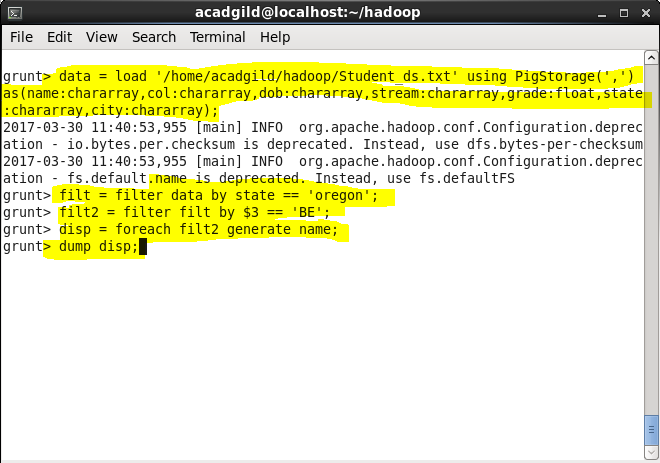 acadgild@localhost:~/hadoop
File Edit View Search Terminal Help
grunt> data = load '/home/acadgild/hadoop/Student_ds.txt' using PigStorage(',')
as(name:chararray,col:chararray,dob:chararray,stream:chararray,grade:float,state
:chararray,city:chararray);
2017-03-30 11:40:53,955 [main] INFO  org.apache.hadoop.conf.Configuration.deprec
ation - io.bytes.per.checksum is deprecated. Instead, use dfs.bytes-per-checksum
2017-03-30 11:40:53,955 [main] INFO  org.apache.hadoop.conf.Configuration.deprec
ation - fs.default.name is deprecated. Instead, use fs.defaultFS
grunt> filt = filter data by state == 'oregon';
grunt> filt2 = filter filt by $3 == 'BE';
grunt> disp = foreach filt2 generate name;
grunt> dump disp;